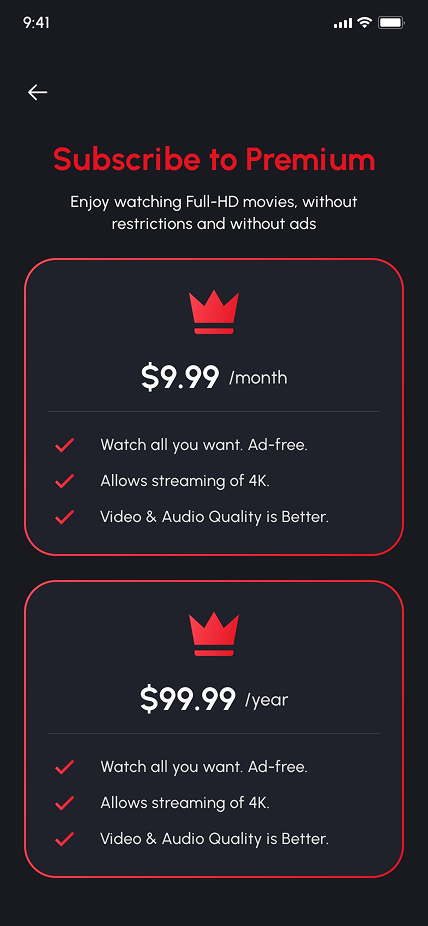 9:41
Subscribe to Premium
Enjoy watching Full-HD movies, without
restrictions and without ads
$9.99 /month
Watch all you want. Ad-free.
Allows streaming of 4K.
Video & Audio Quality is Better.
$99.99 /year
Watch all you want. Ad-free.
Allows streaming of 4K.
Video & Audio Quality is Better.